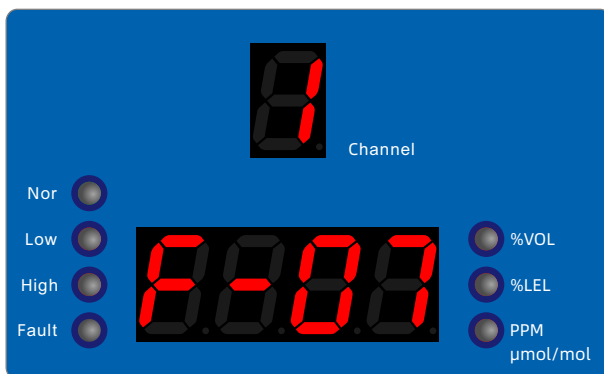 1
Channel
Nor
Low
High
Fault
F-07
%VOL
%LEL
PPM
µmol/mol